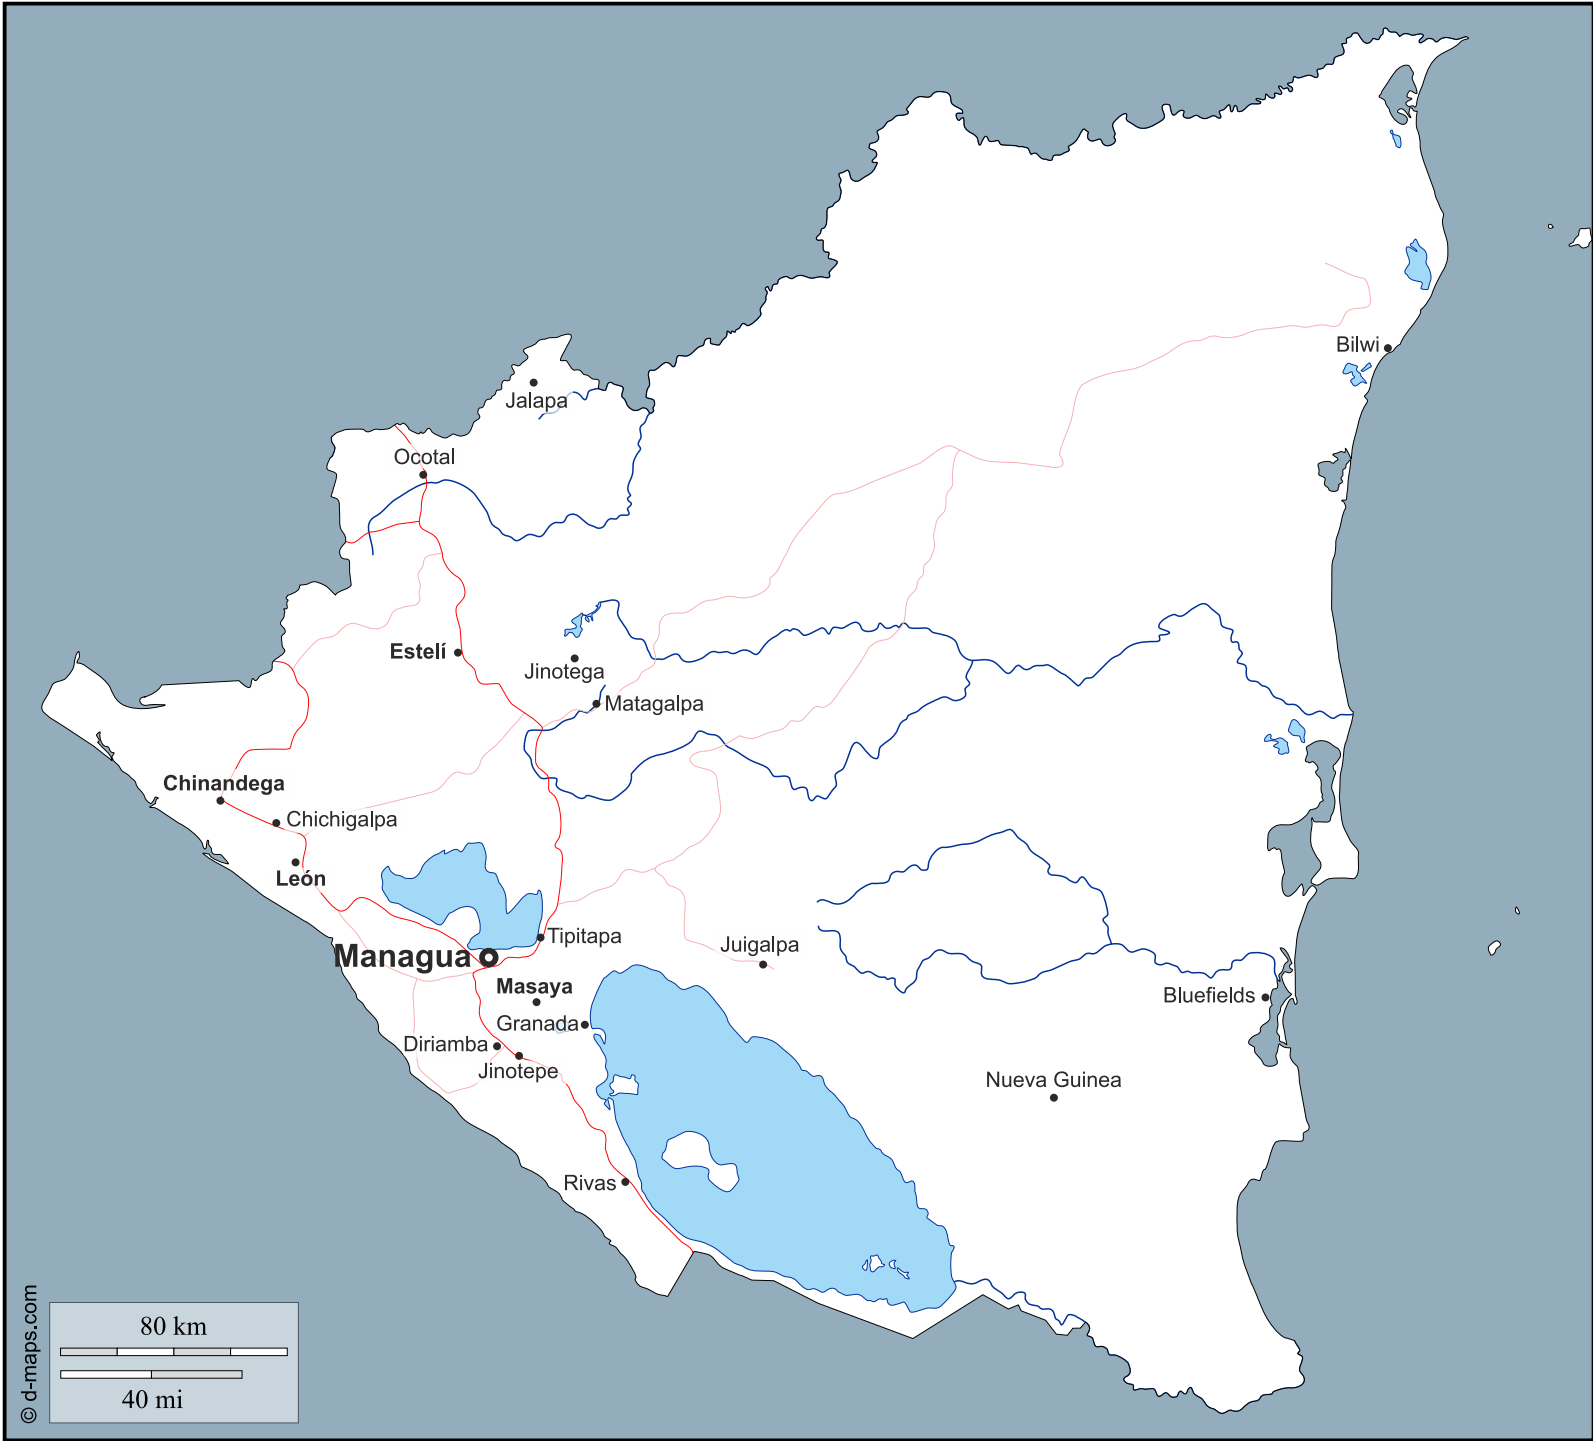 Bilwi
Jalapa
Ocotal
Estelí
Jinotega
Matagalpa
Chinandega
Chichigalpa
León
Tipitapa
Managua
Juigalpa
Masaya
Bluefields
Granada
Diriamba
Jinotepe
Nueva Guinea
Rivas
© d-maps.com
80 km
40 mi